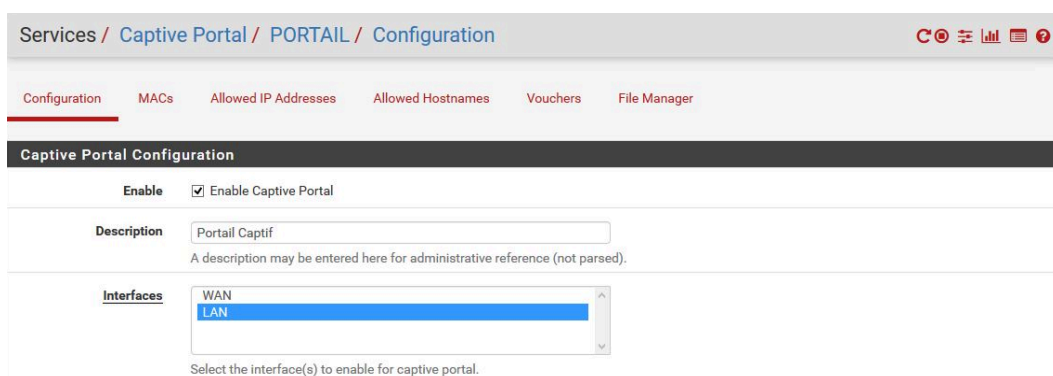 Services / Captive Portal / PORTAIL / Configuration
Configuration MACs Allowed IP Addresses Allowed Hostnames Vouchers File Manager
Captive Portal Configuration
Enable Enable Captive Portal
Description Portail Captif
A description may be entered here for administrative reference (not parsed).
Interfaces WAN
LAN
Select the interface(s) to enable for captive portal.